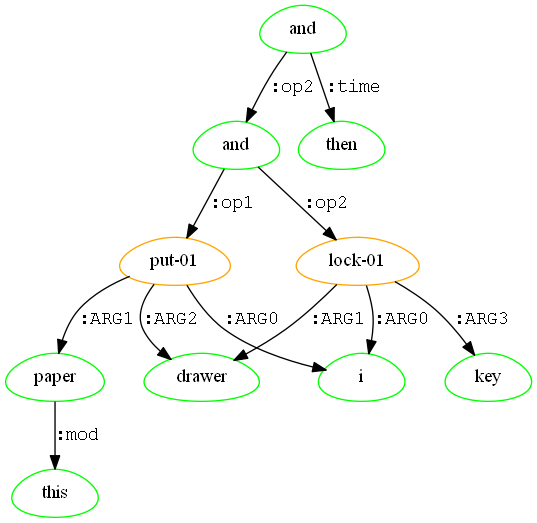 and
:op2 :time
and then
:op1 :op2
put-01 lock-01
:ARG1 :ARG2 :ARG0 :ARG1 :ARG0 :ARG3
paper drawer i key
:mod
this